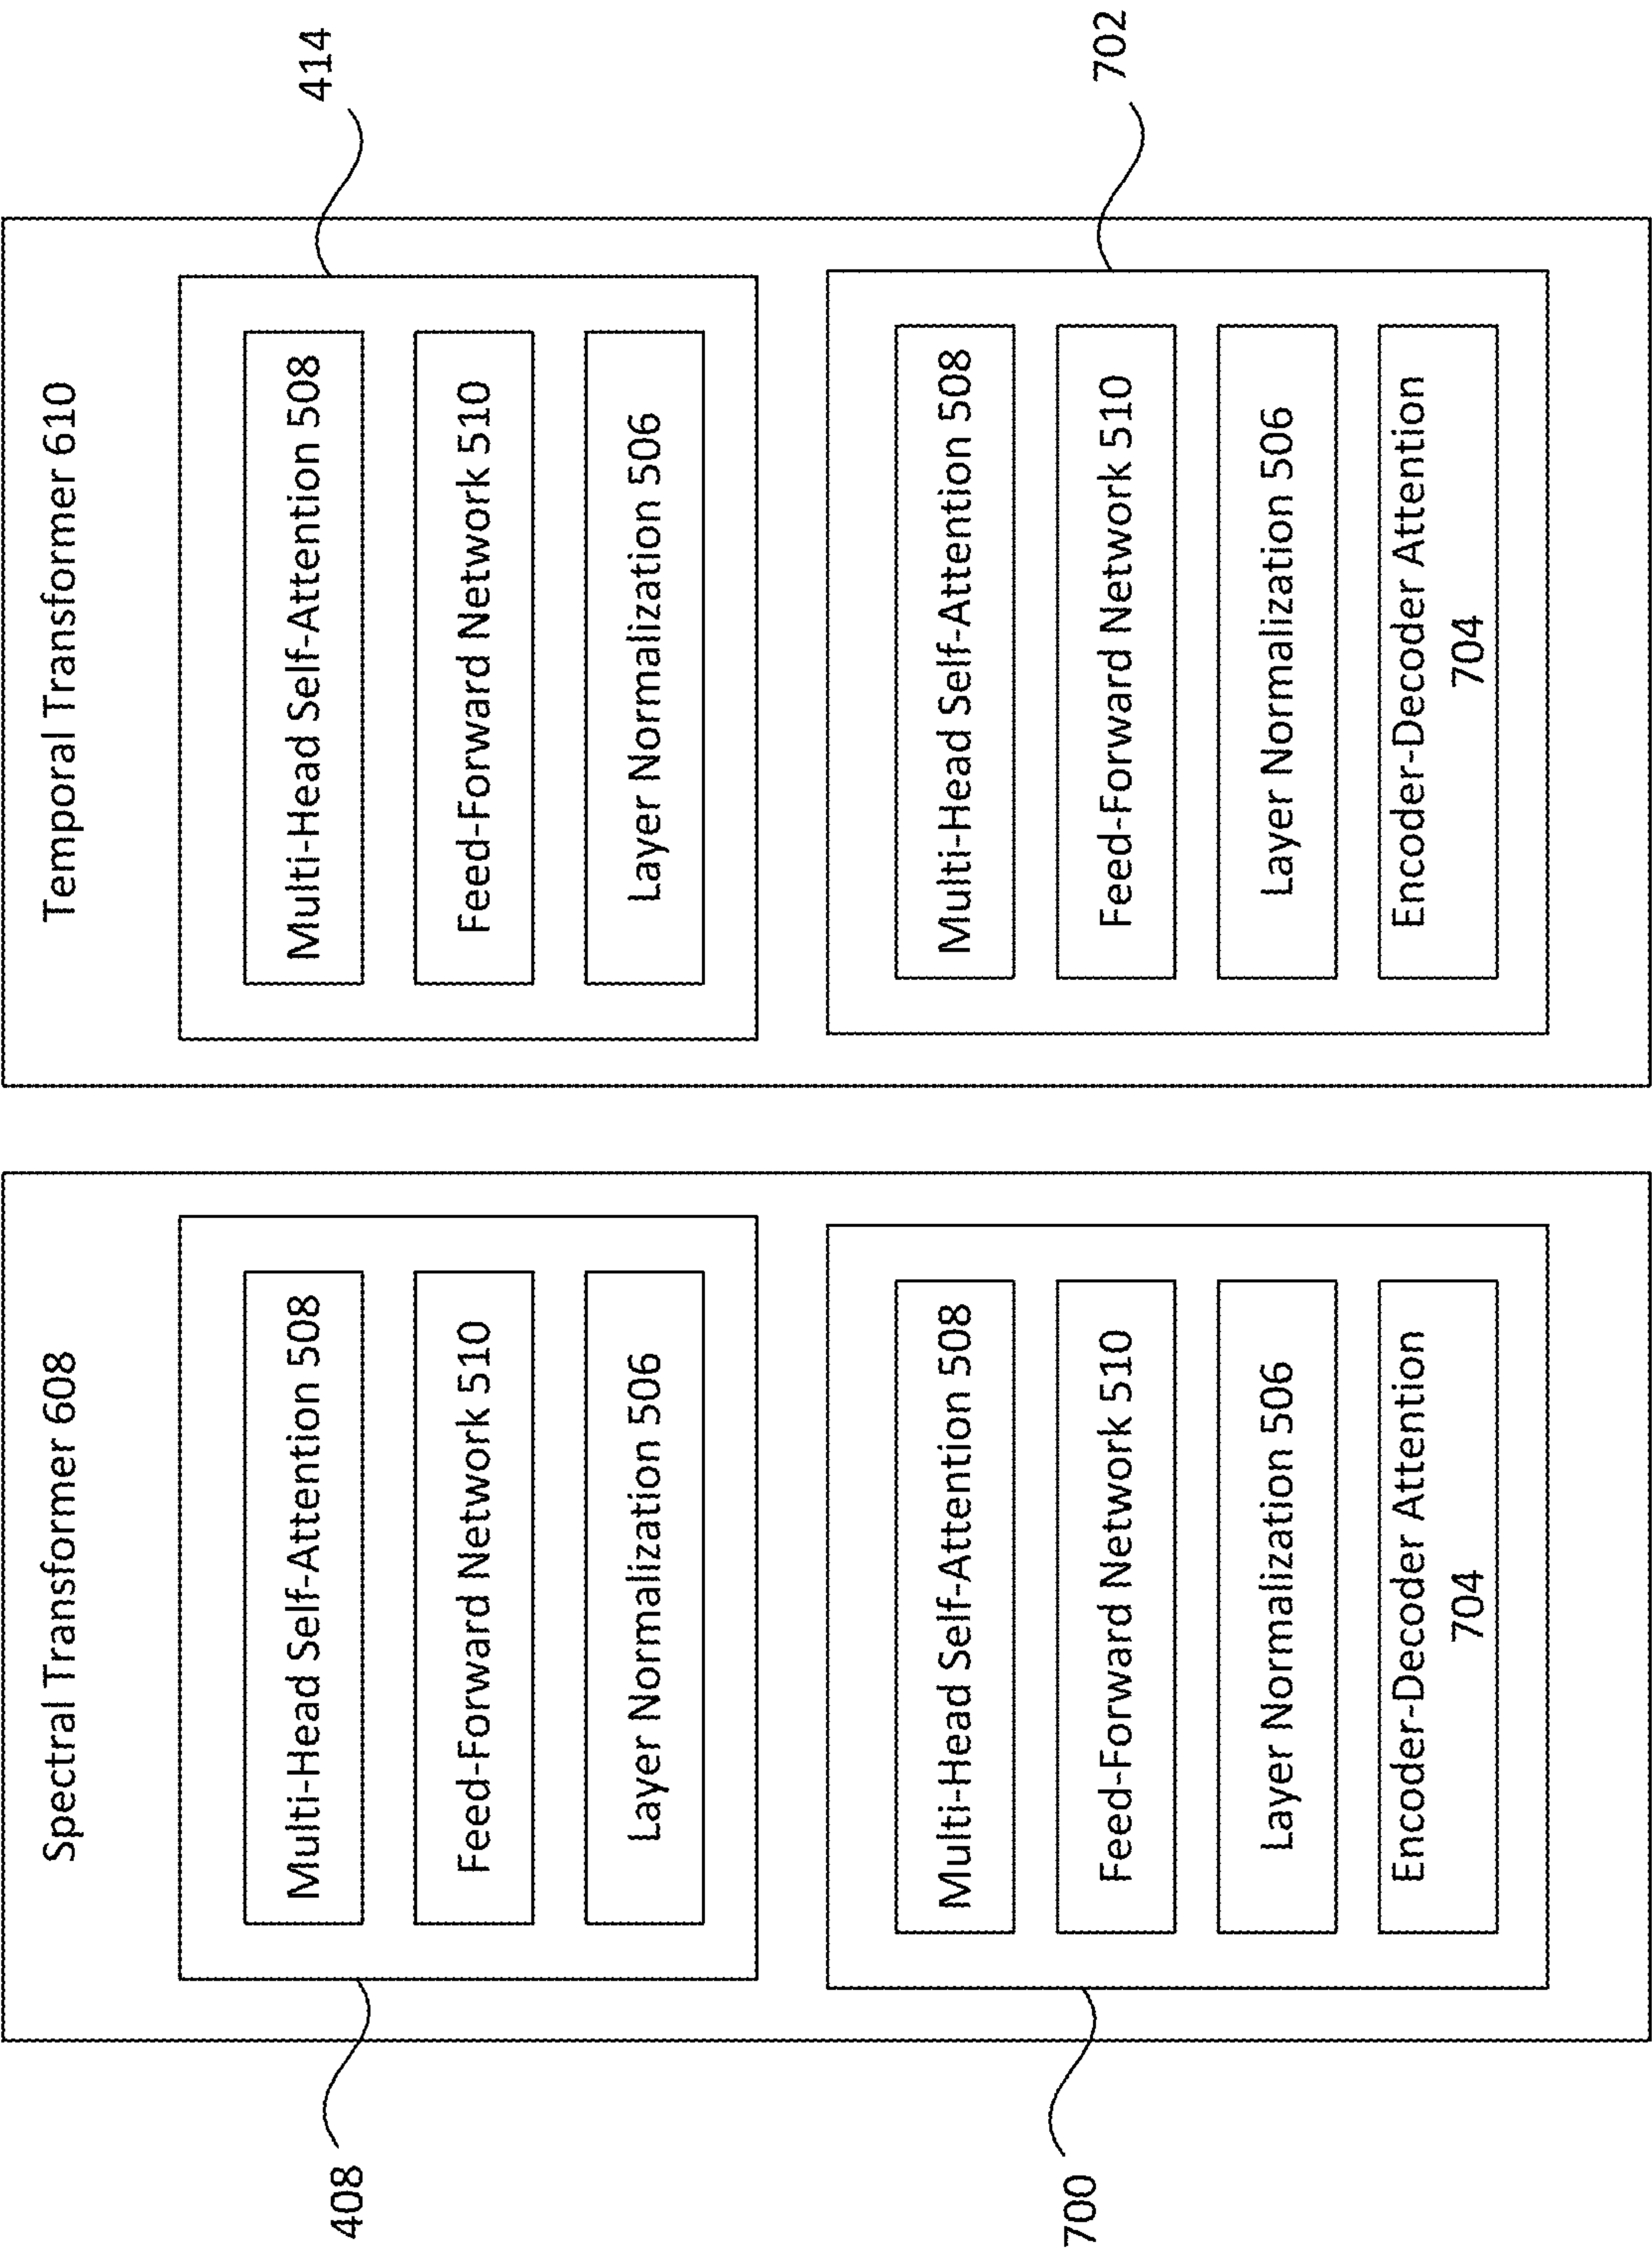 Spectral Transformer 608
408
Multi-Head Self-Attention 508
Feed-Forward Network 510
Layer Normalization 506
700
Multi-Head Self-Attention 508
Feed-Forward Network 510
Layer Normalization 506
Encoder-Decoder Attention
704
Temporal Transformer 610
414
Multi-Head Self-Attention 508
Feed-Forward Network 510
Layer Normalization 506
702
Multi-Head Self-Attention 508
Feed-Forward Network 510
Layer Normalization 506
Encoder-Decoder Attention
704